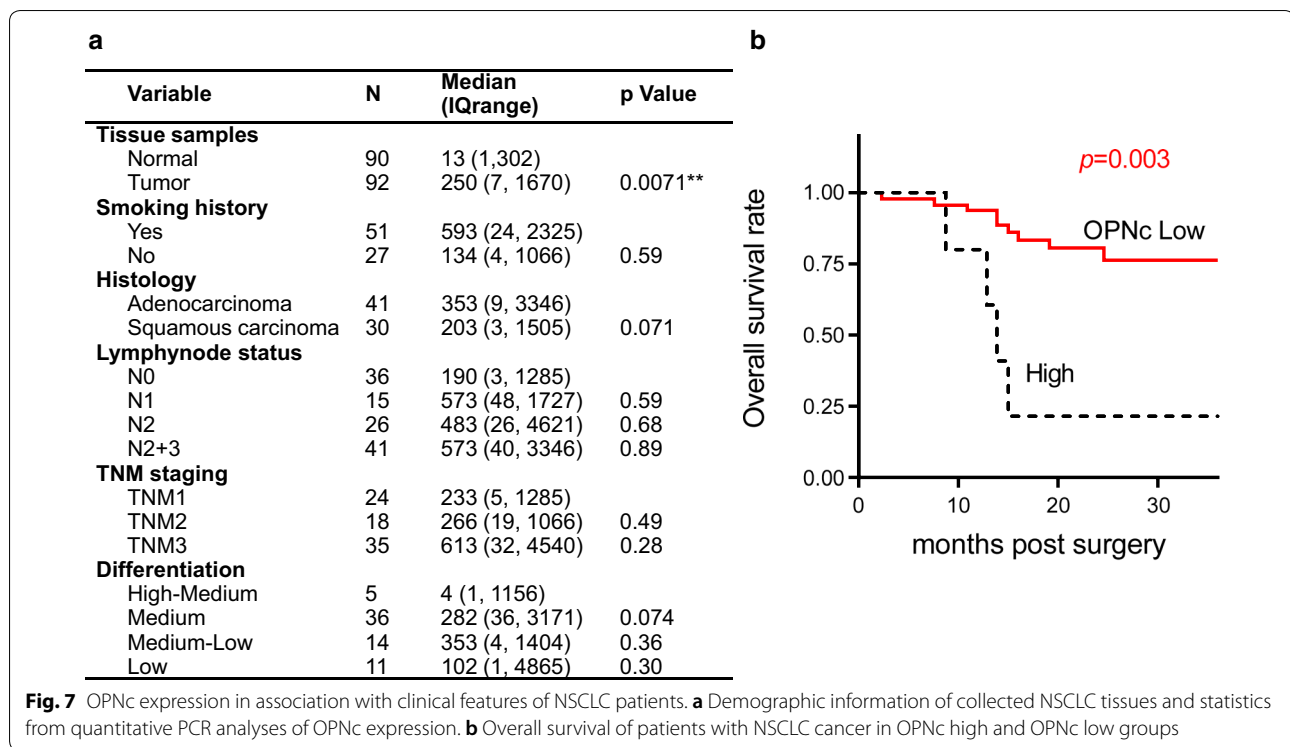 a
Variable N Median (IQrange) p Value
Tissue samples
Normal 90 13 (1,302)
Tumor 92 250 (7, 1670) 0.0071**
Smoking history
Yes 51 593 (24, 2325)
No 27 134 (4, 1066) 0.59
Histology
Adenocarcinoma 41 353 (9, 3346)
Squamous carcinoma 30 203 (3, 1505) 0.071
Lymphynode status
N0 36 190 (3, 1285)
N1 15 573 (48, 1727) 0.59
N2 26 483 (26, 4621) 0.68
N2+3 41 573 (40, 3346) 0.89
TNM staging
TNM1 24 233 (5, 1285)
TNM2 18 266 (19, 1066) 0.49
TNM3 35 613 (32, 4540) 0.28
Differentiation
High-Medium 5 4 (1, 1156)
Medium 36 282 (36, 3171) 0.074
Medium-Low 14 353 (4, 1404) 0.36
Low 11 102 (1, 4865) 0.30
b
p=0.003
OPNc Low
High
Overall survival rate
1.00
0.75
0.50
0.25
0.00
0 10 20 30
months post surgery
Fig. 7 OPNc expression in association with clinical features of NSCLC patients. a Demographic information of collected NSCLC tissues and statistics
from quantitative PCR analyses of OPNc expression. b Overall survival of patients with NSCLC cancer in OPNc high and OPNc low groups